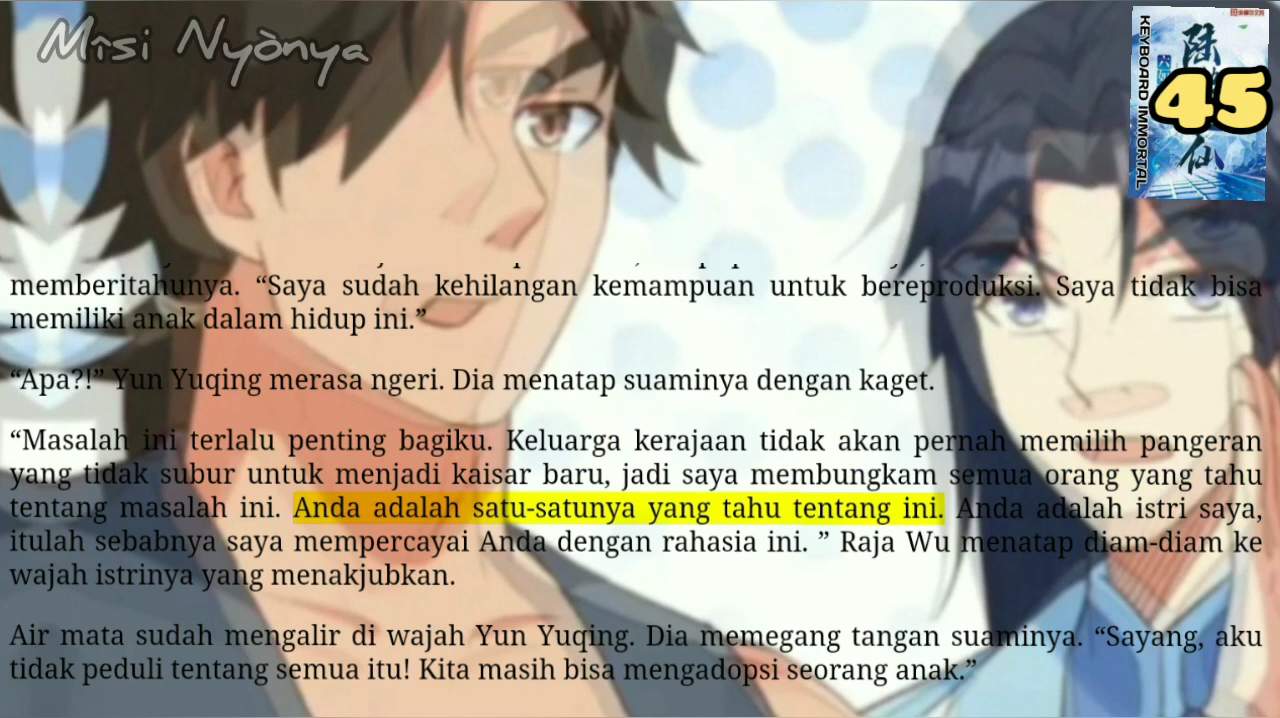 Mîsi Nyònya
KEYBOARD IMMORTAL
45
memberitahunya. “Saya sudah kehilangan kemampuan untuk bereproduksi. Saya tidak bisa
memiliki anak dalam hidup ini.”
“Apa?!” Yun Yuqing merasa ngeri. Dia menatap suaminya dengan kaget.
“Masalah ini terlalu penting bagiku. Keluarga kerajaan tidak akan pernah memilih pangeran
yang tidak subur untuk menjadi kaisar baru, jadi saya membungkam semua orang yang tahu
tentang masalah ini. Anda adalah satu-satunya yang tahu tentang ini. Anda adalah istri saya,
itulah sebabnya saya mempercayai Anda dengan rahasia ini. ” Raja Wu menatap diam-diam ke
wajah istrinya yang menakjubkan.
Air mata sudah mengalir di wajah Yun Yuqing. Dia memegang tangan suaminya. “Sayang, aku
tidak peduli tentang semua itu! Kita masih bisa mengadopsi seorang anak.”